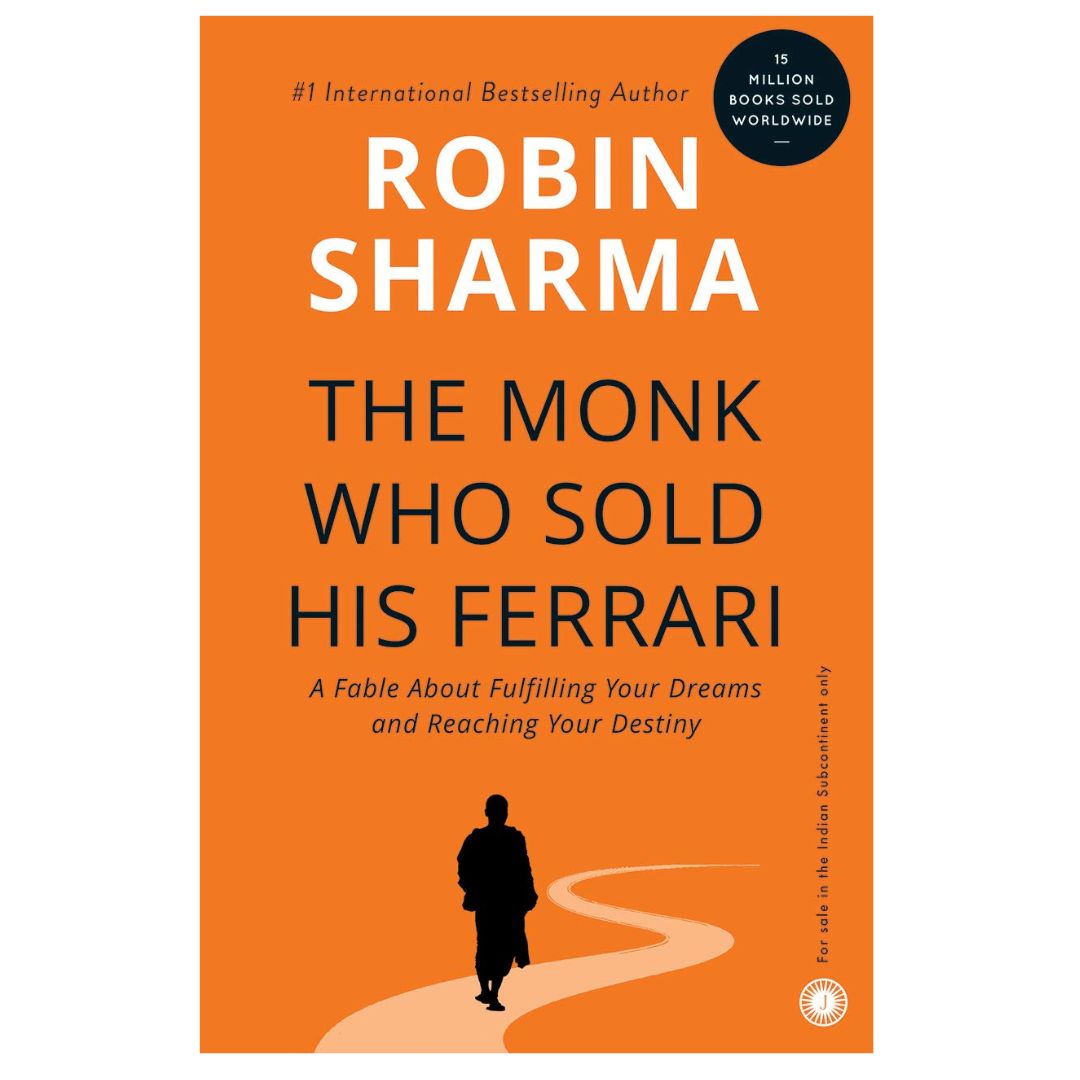 #1 International Bestselling Author
15
MILLION
BOOKS SOLD
WORLDWIDE
ROBIN
SHARMA
THE MONK
WHO SOLD
HIS FERRARI
A Fable About Fulfilling Your Dreams
and Reaching Your Destiny
For sale in the Indian Subcontinent only
J